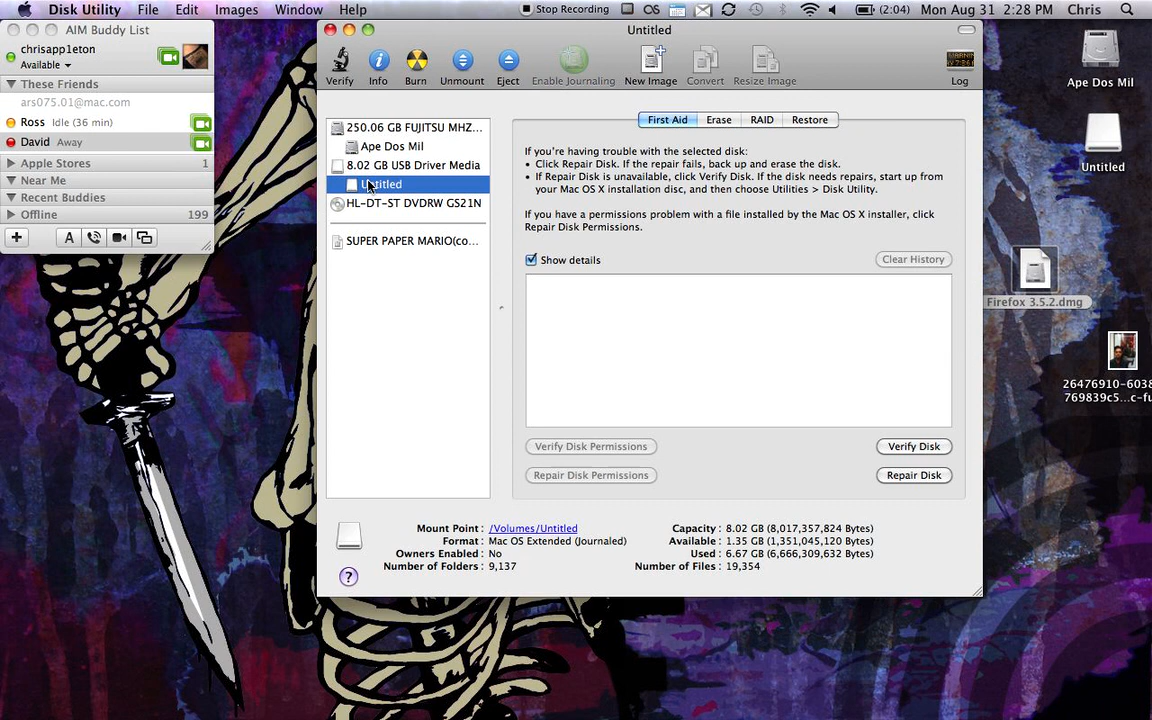 Disk Utility File Edit Images Window Help Stop Recording OS (2:04) Mon Aug 31 2:28 PM Chris
AIM Buddy List
chrisapp1eton
Available
These Friends
ars075.01@mac.com
Ross Idle (36 min)
David Away
Apple Stores 1
Near Me
Recent Buddies
Offline 199
A
Untitled
Verify Info Burn Unmount Eject Enable Journaling New Image Convert Resize Image Log
250.06 GB FUJITSU MHZ...
Ape Dos Mil
8.02 GB USB Driver Media
Untitled
HL-DT-ST DVDRW GS21N
SUPER PAPER MARIO(co...
First Aid Erase RAID Restore
If you're having trouble with the selected disk:
• Click Repair Disk. If the repair fails, back up and erase the disk.
• If Repair Disk is unavailable, click Verify Disk. If the disk needs repairs, start up from
your Mac OS X installation disc, and then choose Utilities > Disk Utility.
If you have a permissions problem with a file installed by the Mac OS X installer, click
Repair Disk Permissions.
Show details Clear History
Verify Disk Permissions Verify Disk
Repair Disk Permissions Repair Disk
Mount Point : /Volumes/Untitled Capacity : 8.02 GB (8,017,357,824 Bytes)
Format : Mac OS Extended (Journaled) Available : 1.35 GB (1,351,045,120 Bytes)
Owners Enabled : No Used : 6.67 GB (6,666,309,632 Bytes)
Number of Folders : 9,137 Number of Files : 19,354
?
Ape Dos Mil
Untitled
Firefox 3.5.2.dmg
26476910-6038
769839c5...c-fu